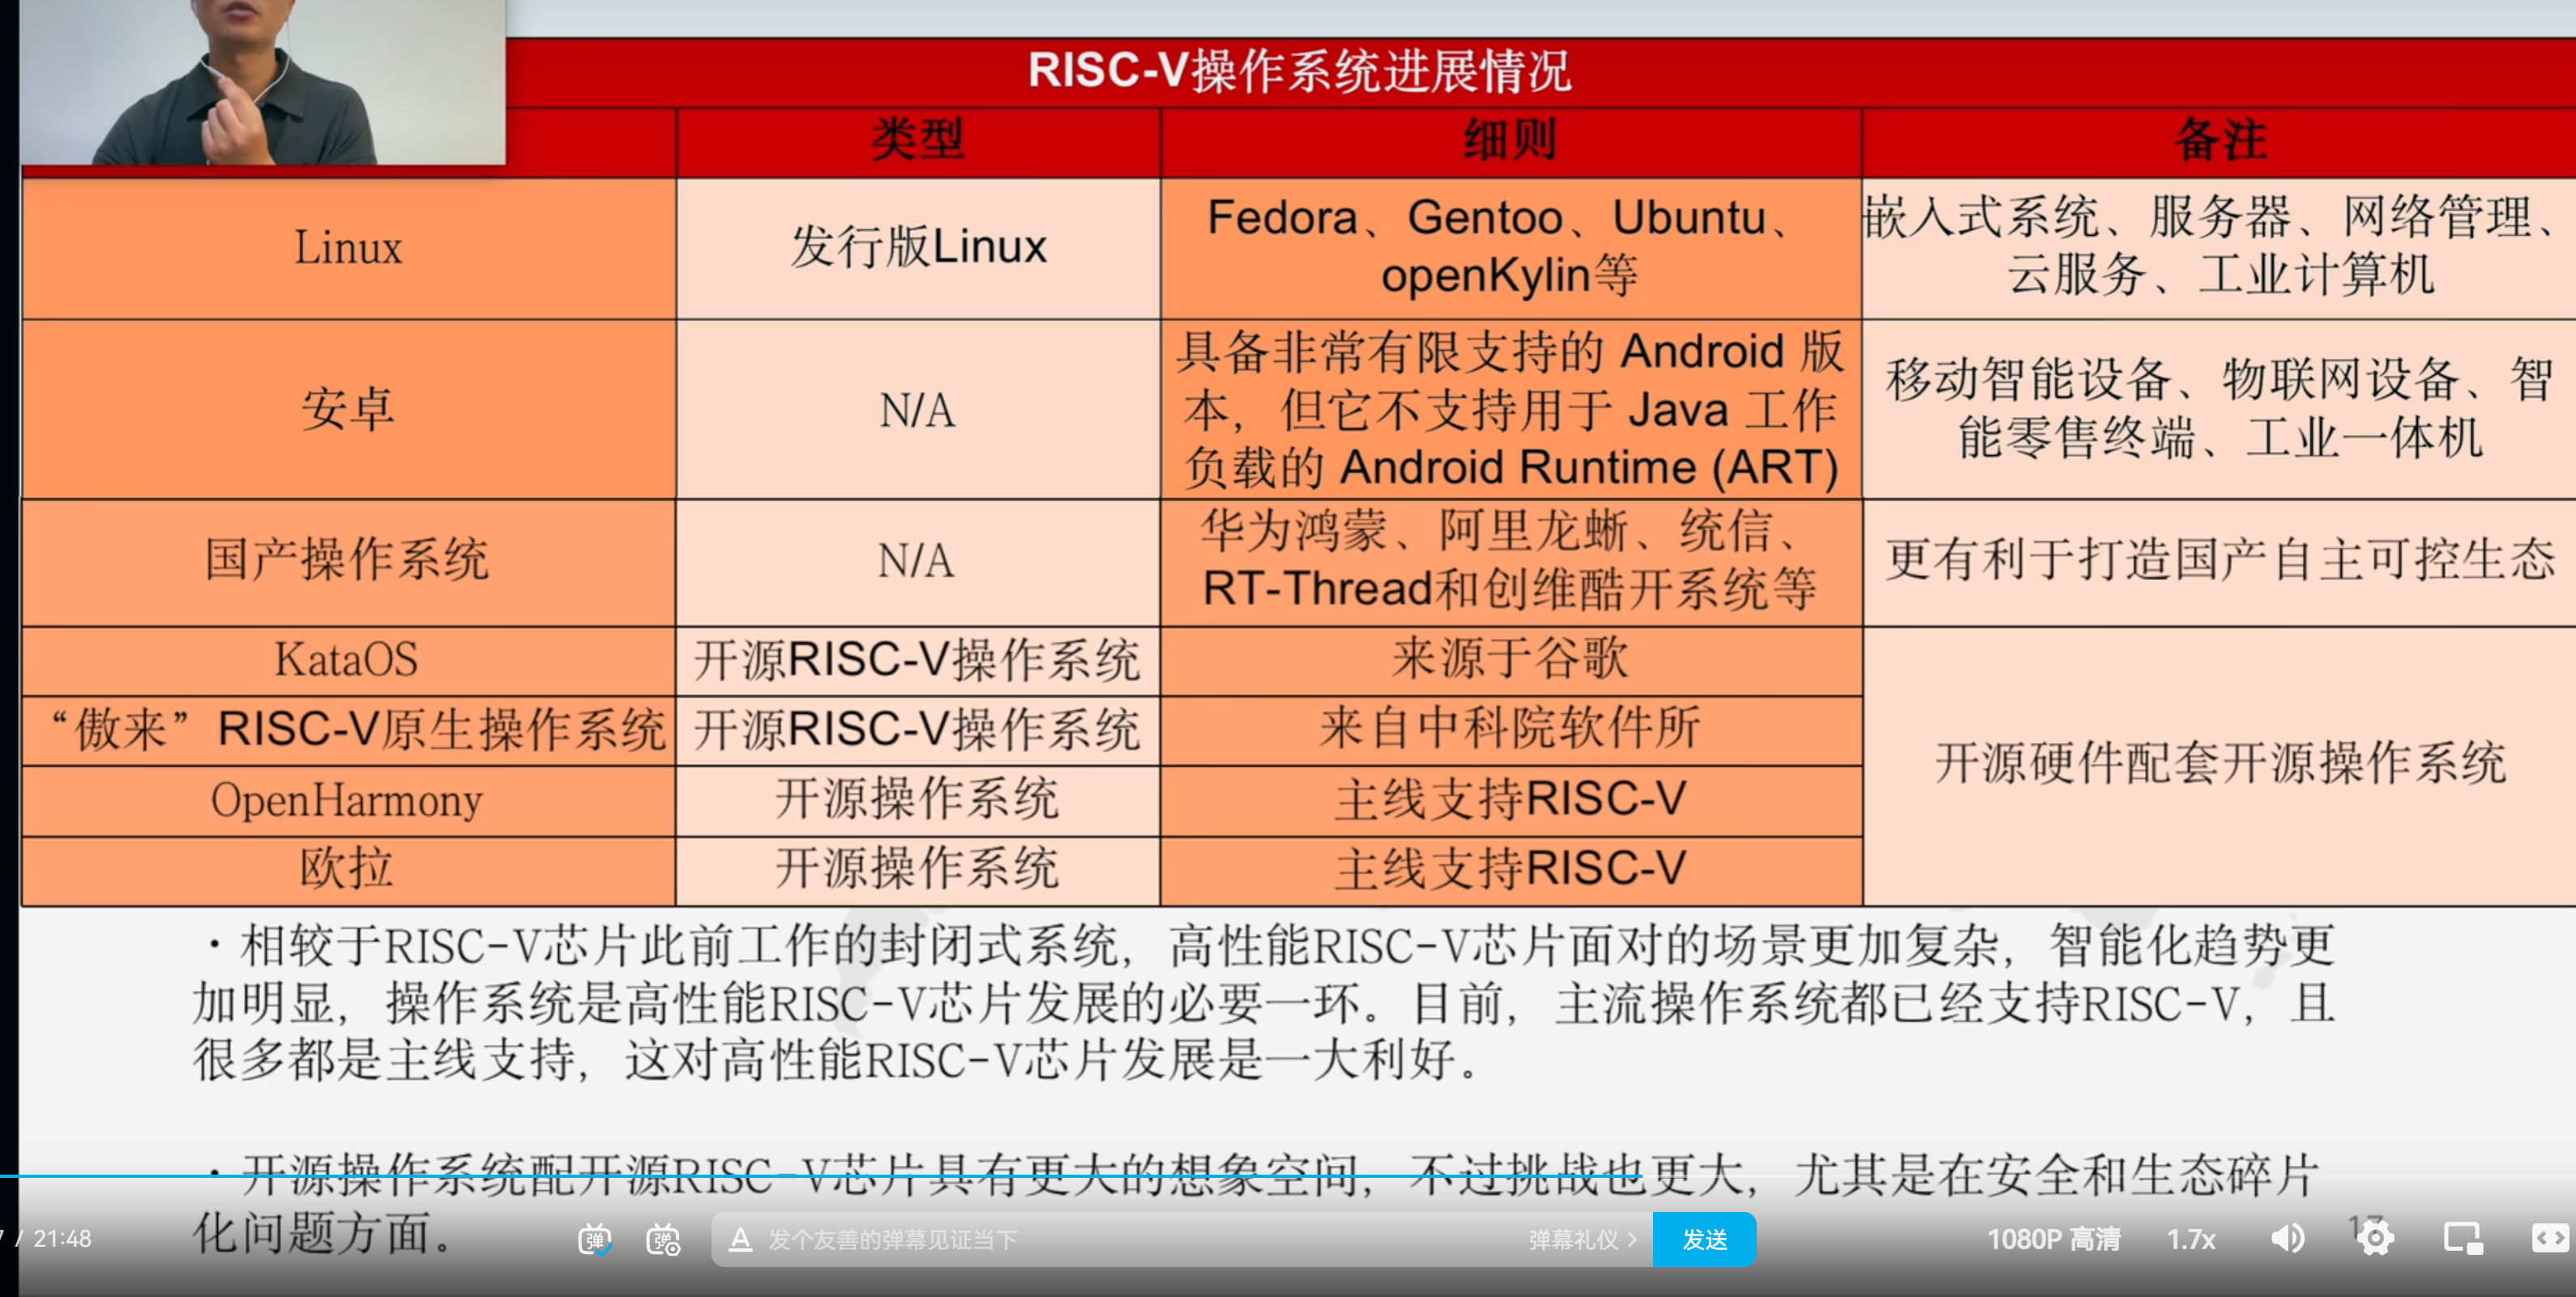 RISC-V操作系统进展情况
类型
细则
备注
Linux
发行版Linux
Fedora、Gentoo、Ubuntu、
openKylin等
嵌入式系统、服务器、网络管理、
云服务、工业计算机
安卓
N/A
具备非常有限支持的 Android 版
本，但它不支持用于 Java 工作
负载的 Android Runtime (ART)
移动智能设备、物联网设备、智
能零售终端、工业一体机
国产操作系统
N/A
华为鸿蒙、阿里龙蜥、统信、
RT-Thread和创维酷开系统等
更有利于打造国产自主可控生态
KataOS
开源RISC-V操作系统
来源于谷歌
“傲来”RISC-V原生操作系统
开源RISC-V操作系统
来自中科院软件所
OpenHarmony
开源操作系统
主线支持RISC-V
欧拉
开源操作系统
主线支持RISC-V
开源硬件配套开源操作系统
·相较于RISC-V芯片此前工作的封闭式系统，高性能RISC-V芯片面对的场景更加复杂，智能化趋势更
加明显，操作系统是高性能RISC-V芯片发展的必要一环。目前，主流操作系统都已经支持RISC-V，且
很多都是主线支持，这对高性能RISC-V芯片发展是一大利好。
·开源操作系统配开源RISC-V芯片具有更大的想象空间，不过挑战也更大，尤其是在安全和生态碎片
化问题方面。
/ 21:48
弹
弹
A 发个友善的弹幕见证当下
弹幕礼仪 >
发送
1080P 高清
1.7x